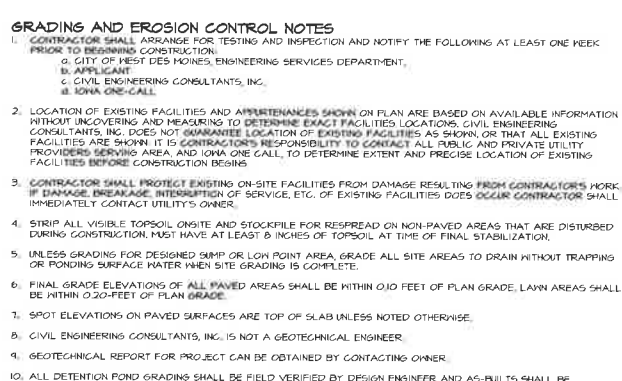 GRADING AND EROSION CONTROL NOTES
1. CONTRACTOR SHALL ARRANGE FOR TESTING AND INSPECTION AND NOTIFY THE FOLLOWING AT LEAST ONE WEEK
PRIOR TO BEGINNING CONSTRUCTION:
a. CITY OF WEST DES MOINES, ENGINEERING SERVICES DEPARTMENT,
b. APPLICANT
c. CIVIL ENGINEERING CONSULTANTS, INC.
d. IOWA ONE-CALL
2. LOCATION OF EXISTING FACILITIES AND APPURTENANCES SHOWN ON PLAN ARE BASED ON AVAILABLE INFORMATION
WITHOUT UNCOVERING AND MEASURING TO DETERMINE EXACT FACILITIES LOCATIONS. CIVIL ENGINEERING
CONSULTANTS, INC. DOES NOT GUARANTEE LOCATION OF EXISTING FACILITIES AS SHOWN, OR THAT ALL EXISTING
FACILITIES ARE SHOWN. IT IS CONTRACTOR'S RESPONSIBILITY TO CONTACT ALL PUBLIC AND PRIVATE UTILITY
PROVIDERS SERVING AREA, AND IOWA ONE CALL, TO DETERMINE EXTENT AND PRECISE LOCATION OF EXISTING
FACILITIES BEFORE CONSTRUCTION BEGINS
3. CONTRACTOR SHALL PROTECT EXISTING ON-SITE FACILITIES FROM DAMAGE RESULTING FROM CONTRACTOR'S WORK.
IF DAMAGE, BREAKAGE, INTERRUPTION OF SERVICE, ETC. OF EXISTING FACILITIES DOES OCCUR CONTRACTOR SHALL
IMMEDIATELY CONTACT UTILITY'S OWNER.
4. STRIP ALL VISIBLE TOPSOIL ONSITE AND STOCKPILE FOR RESPREAD ON NON-PAVED AREAS THAT ARE DISTURBED
DURING CONSTRUCTION. MUST HAVE AT LEAST 8 INCHES OF TOPSOIL AT TIME OF FINAL STABILIZATION.
5. UNLESS GRADING FOR DESIGNED SUMP OR LOW POINT AREA, GRADE ALL SITE AREAS TO DRAIN WITHOUT TRAPPING
OR PONDING SURFACE WATER WHEN SITE GRADING IS COMPLETE.
6. FINAL GRADE ELEVATIONS OF ALL PAVED AREAS SHALL BE WITHIN 0.10 FEET OF PLAN GRADE, LAWN AREAS SHALL
BE WITHIN 0.20-FEET OF PLAN GRADE.
7. SPOT ELEVATIONS ON PAVED SURFACES ARE TOP OF SLAB UNLESS NOTED OTHERWISE.
8. CIVIL ENGINEERING CONSULTANTS, INC. IS NOT A GEOTECHNICAL ENGINEER
9. GEOTECHNICAL REPORT FOR PROJECT CAN BE OBTAINED BY CONTACTING OWNER
10. ALL DETENTION POND GRADING SHALL BE FIELD VERIFIED BY DESIGN ENGINEER AND AS-BUILTS SHALL BE